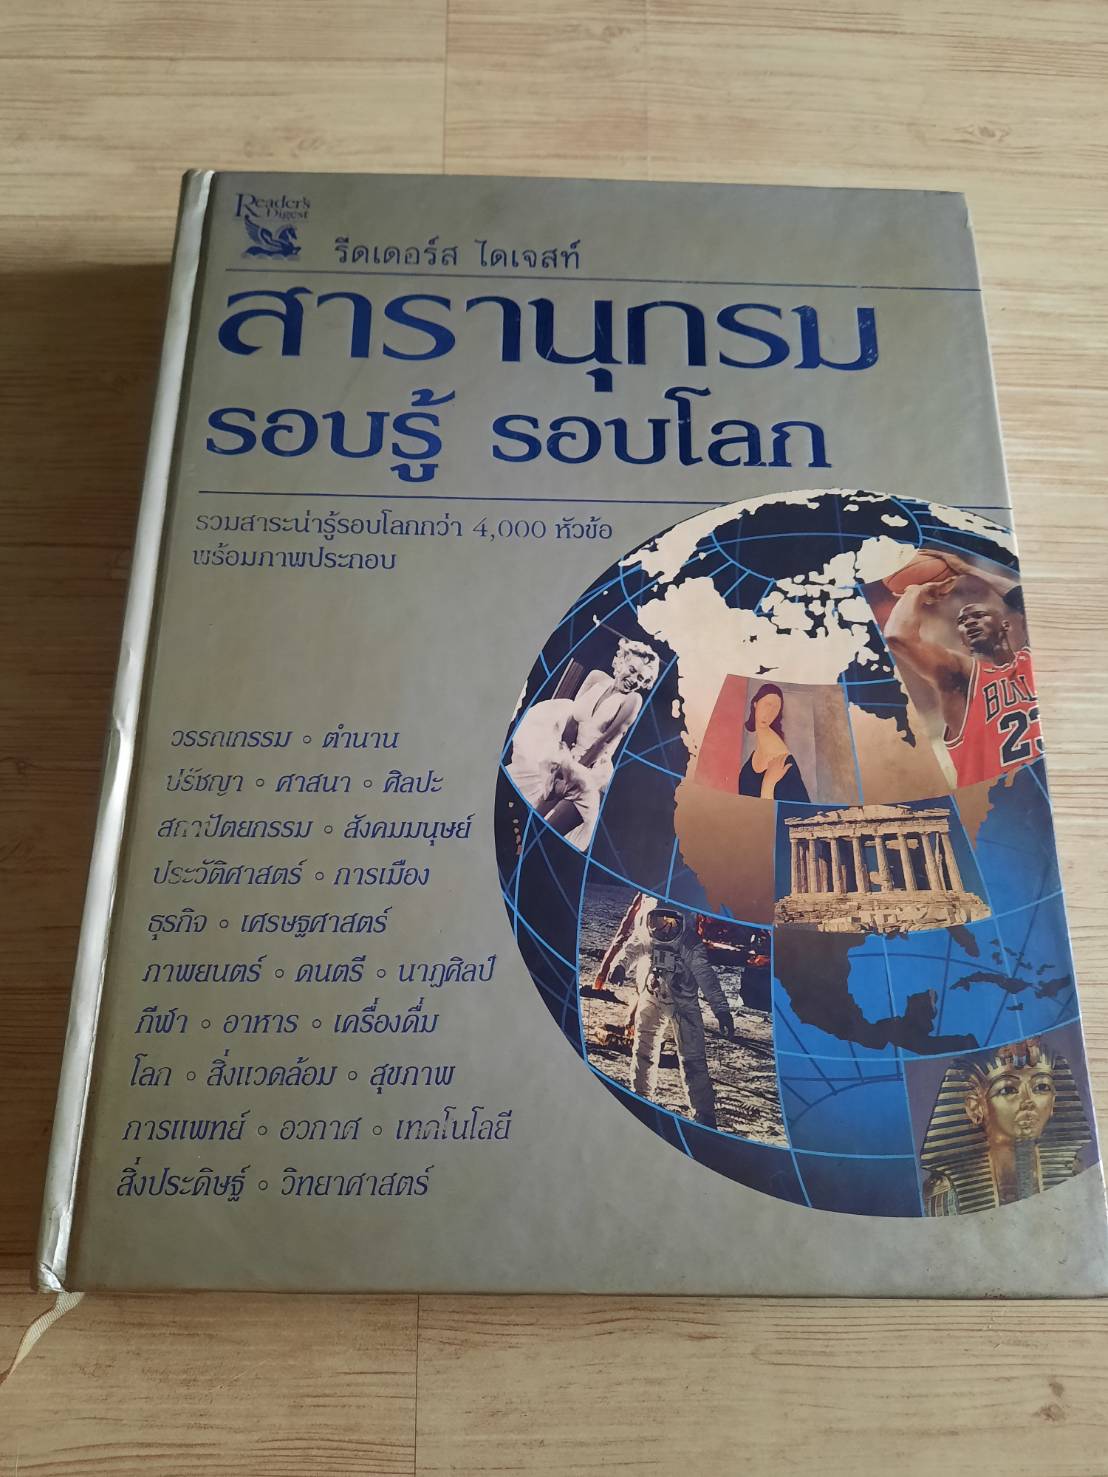 Reader's
Digest
รีดเดอร์ส ไดเจสท์
สารานุกรม
รอบรู้ รอบโลก
รวมสาระน่ารู้รอบโลกกว่า 4,000 หัวข้อ
พร้อมภาพประกอบ
วรรณกรรม ◦ ตำนาน
ปรัชญา ◦ ศาสนา ◦ ศิลปะ
สถาปัตยกรรม ◦ สังคมมนุษย์
ประวัติศาสตร์ ◦ การเมือง
ธุรกิจ ◦ เศรษฐศาสตร์
ภาพยนตร์ ◦ ดนตรี ◦ นาฏศิลป์
กีฬา ◦ อาหาร ◦ เครื่องดื่ม
โลก ◦ สิ่งแวดล้อม ◦ สุขภาพ
การแพทย์ ◦ อวกาศ ◦ เทคโนโลยี
สิ่งประดิษฐ์ ◦ วิทยาศาสตร์
BUL
23